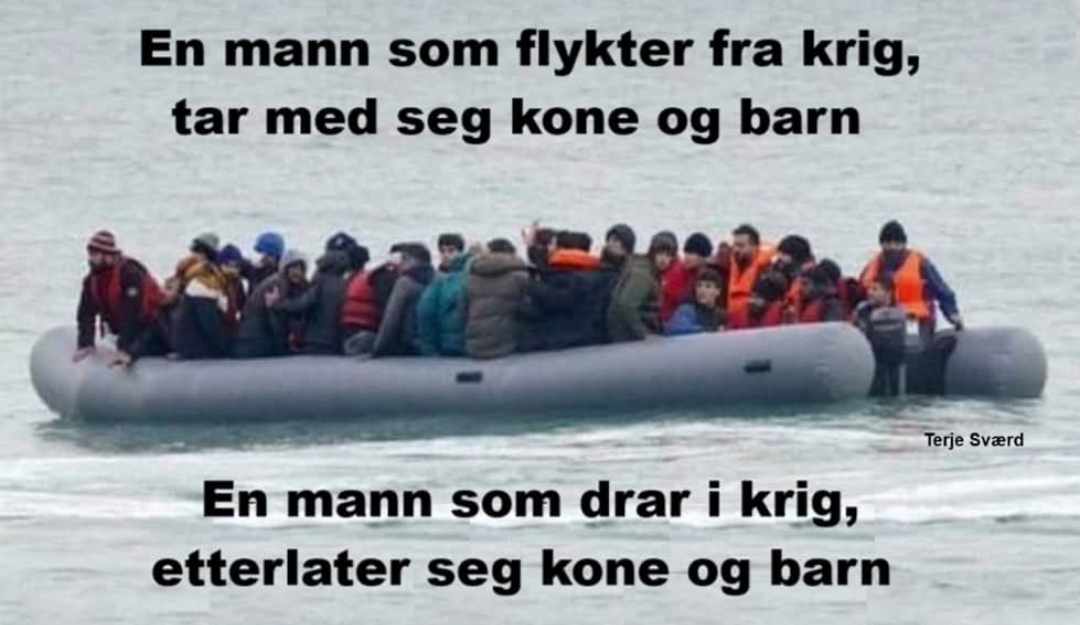 En mann som flykter fra krig,
tar med seg kone og barn
Terje Sværd
En mann som drar i krig,
etterlater seg kone og barn